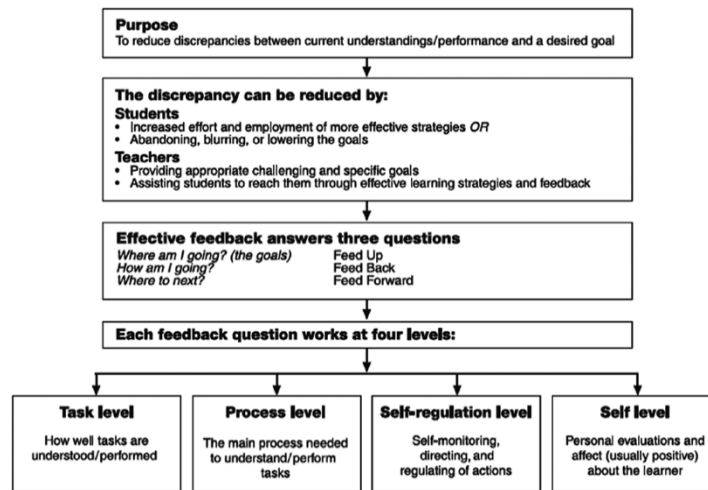 Purpose
To reduce discrepancies between current understandings/performance and a desired goal
The discrepancy can be reduced by:
Students
• Increased effort and employment of more effective strategies OR
• Abandoning, blurring, or lowering the goals
Teachers
• Providing appropriate challenging and specific goals
• Assisting students to reach them through effective learning strategies and feedback
Effective feedback answers three questions
Where am I going? (the goals) Feed Up
How am I going? Feed Back
Where to next? Feed Forward
Each feedback question works at four levels:
Task level
How well tasks are
understood/performed
Process level
The main process needed
to understand/perform
tasks
Self-regulation level
Self-monitoring,
directing, and
regulating of actions
Self level
Personal evaluations and
affect (usually positive)
about the learner